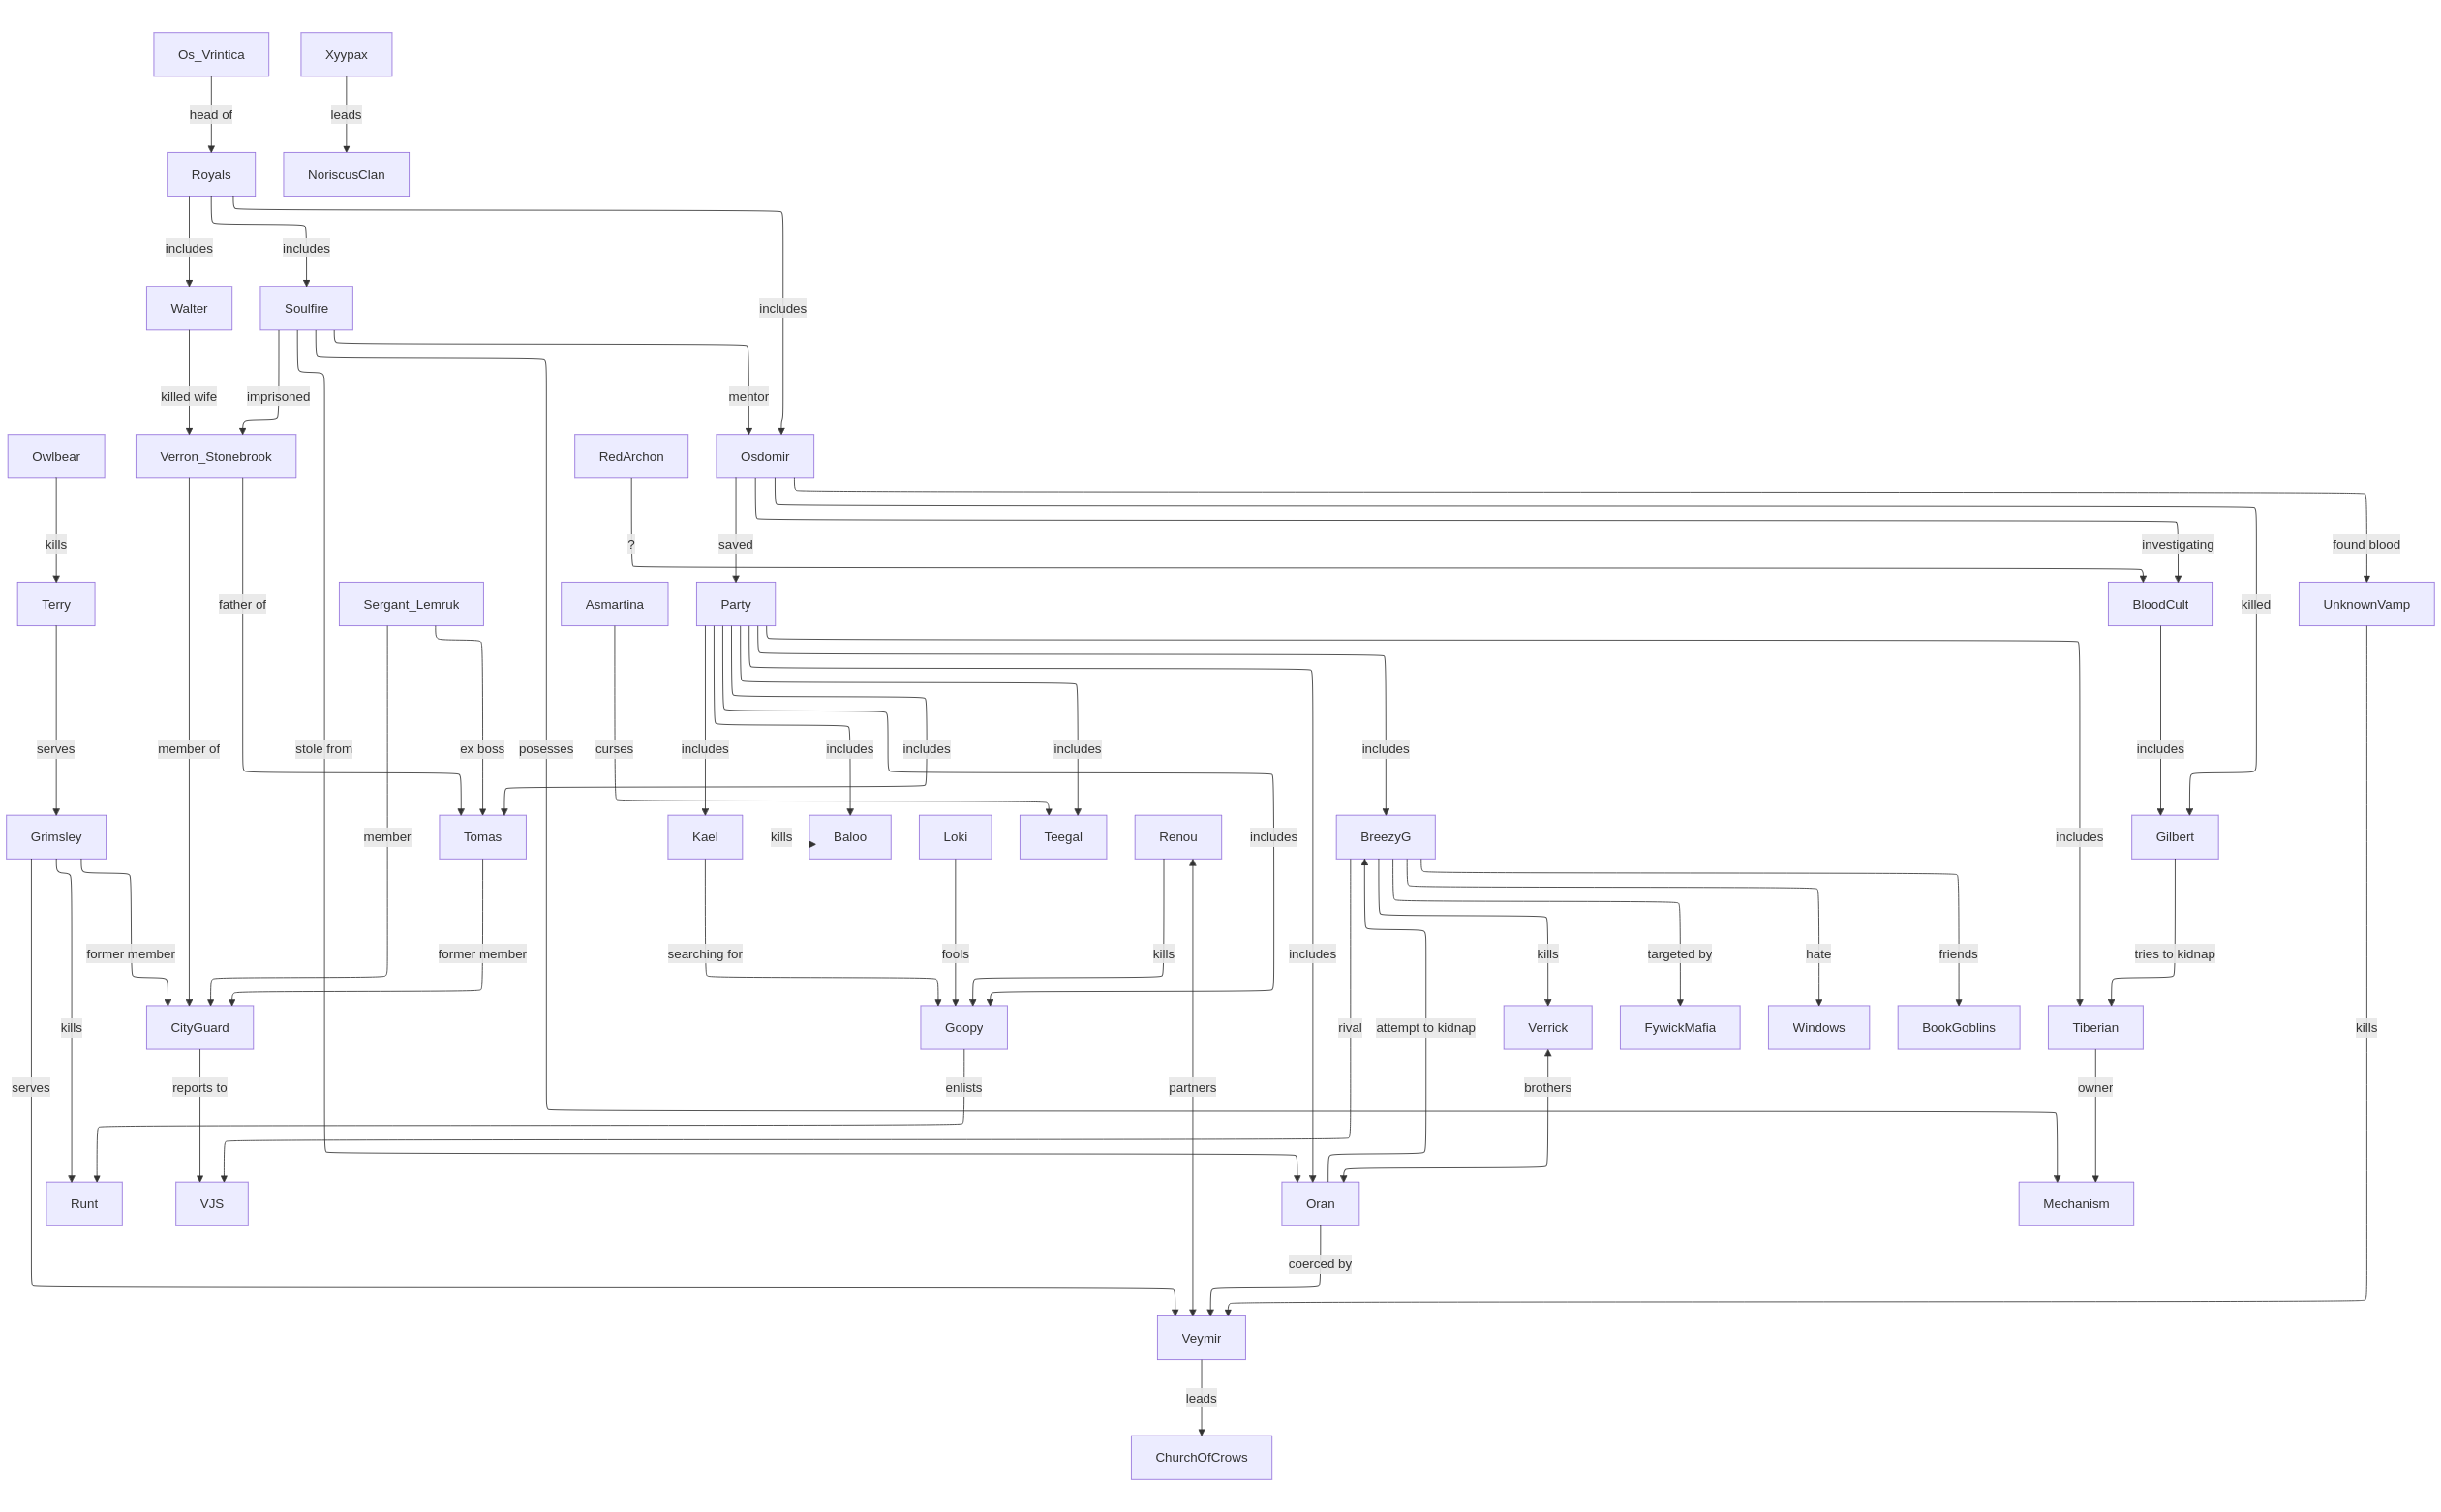 Os_Vrintica
Xyypax
head of
leads
Royals
NoriscusClan
includes
includes
Walter
Soulfire
includes
killed wife
imprisoned
mentor
Owlbear
Verron_Stonebrook
RedArchon
Osdomir
kills
?
saved
investigating
found blood
Terry
father of
Sergant_Lemruk
Asmartina
Party
BloodCult
killed
UnknownVamp
serves
member of
stole from
ex boss
posesses
curses
includes
includes
includes
includes
includes
includes
Grimsley
member
Tomas
Kael
kills
Baloo
Loki
Teegal
Renou
includes
BreezyG
includes
Gilbert
former member
former member
searching for
fools
kills
includes
kills
targeted by
hate
friends
tries to kidnap
kills
CityGuard
Goopy
rival
attempt to kidnap
Verrick
FywickMafia
Windows
BookGoblins
Tiberian
kills
serves
reports to
enlists
partners
brothers
owner
Runt
VJS
Oran
Mechanism
coerced by
Veymir
leads
ChurchOfCrows